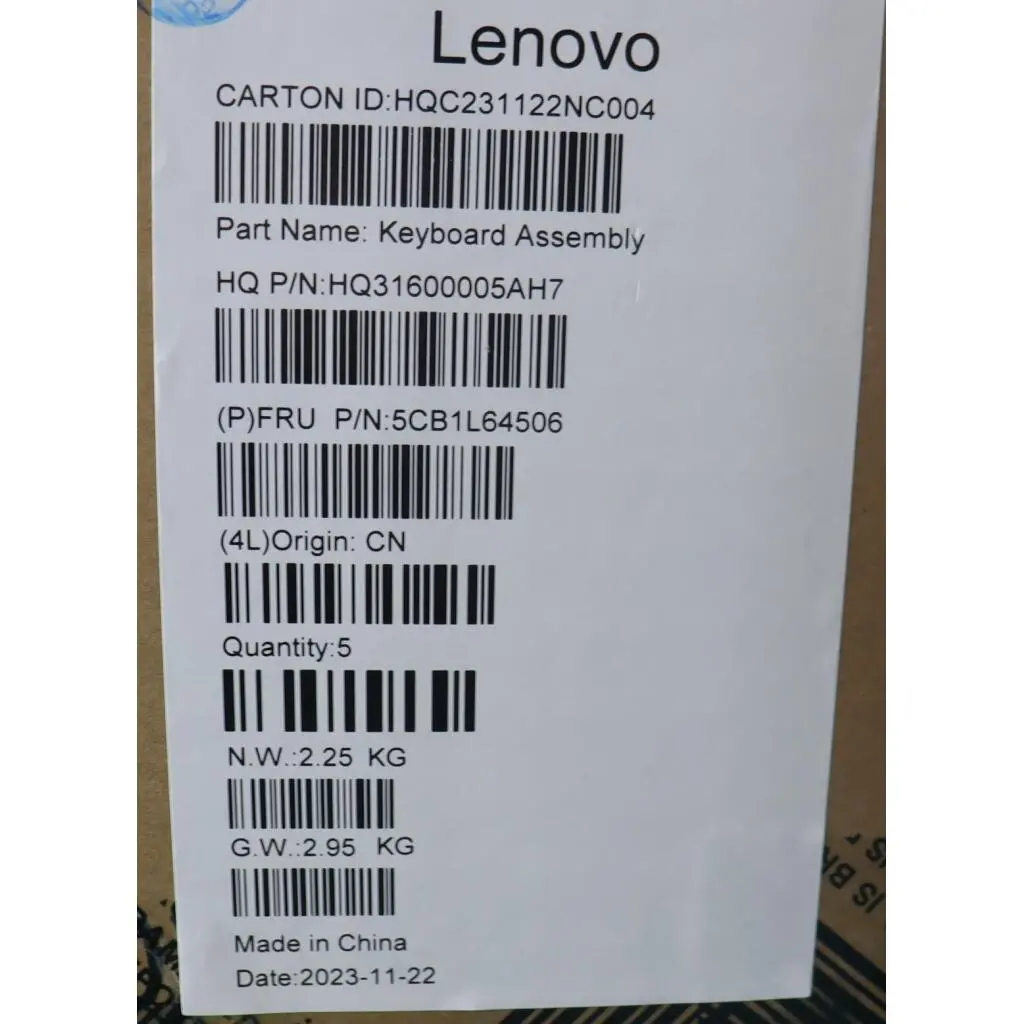 Lenovo
CARTON ID:HQC231122NC004
Part Name: Keyboard Assembly
HQ P/N:HQ31600005AH7
(P)FRU P/N:5CB1L64506
(4L)Origin: CN
Quantity:5
N.W.:2.25 KG
G.W.:2.95 KG
Made in China
Date:2023-11-22